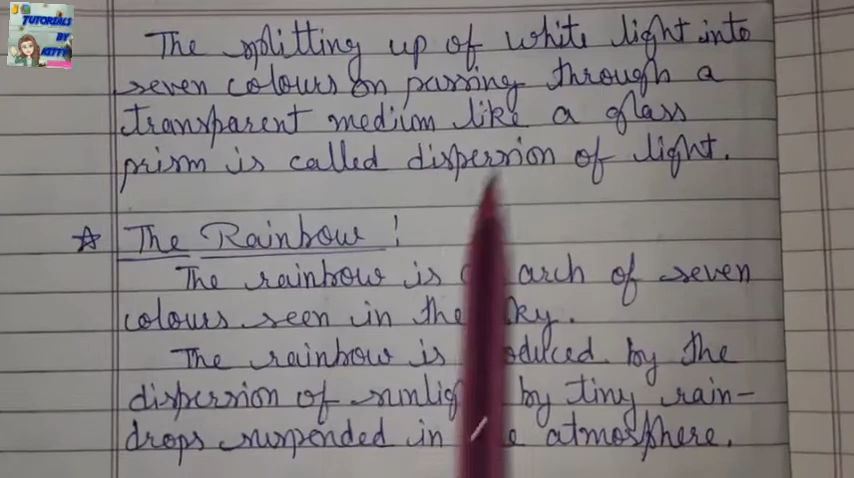 TUTORIALS
BY
KITTY
The splitting up of white light into
seven colours on passing through a
transparent medium like a glass
prism is called dispersion of light.
☆ The Rainbow :
The rainbow is arch of seven
colours seen in the sky.
The rainbow is by the
dispersion of by tiny rain-
drops suspended in atmosphere.